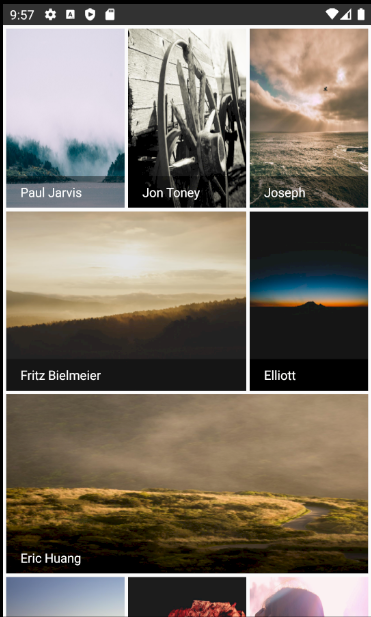 9:57
A
Paul Jarvis
Jon Toney
Joseph
Fritz Bielmeier
Elliott
Eric Huang